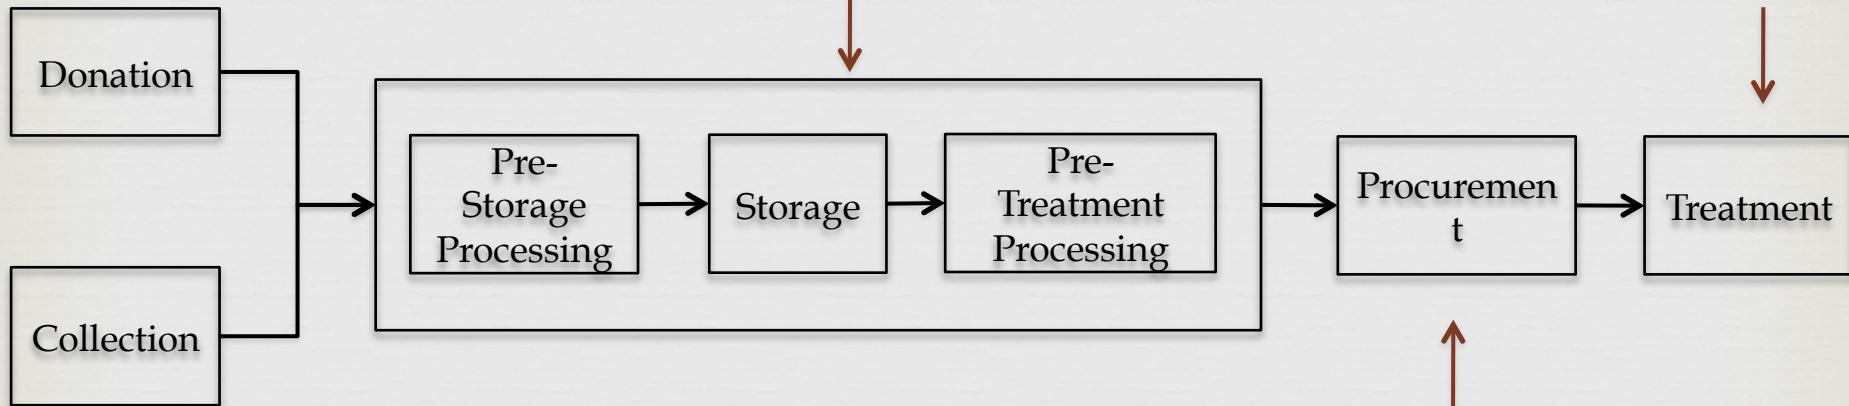 Donation
Collection
Pre-
Storage
Processing
Storage
Pre-
Treatment
Processing
Procuremen
t
Treatment